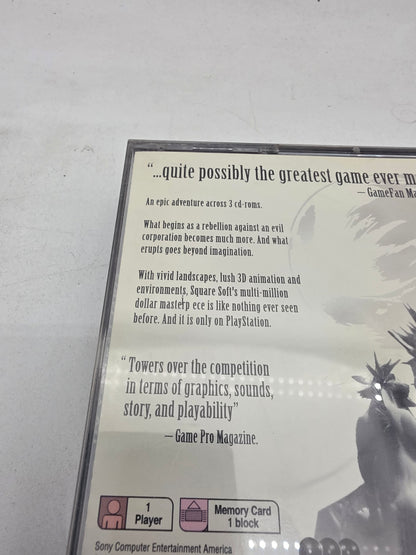 “...quite possibly the greatest game ever m
— GameFan Ma
An epic adventure across 3 cd-roms.
What begins as a rebellion against an evil
corporation becomes much more. And what
erupts goes beyond imagination.
With vivid landscapes, lush 3D animation and
environments, Square Soft's multi-million
dollar masterp ece is like nothing ever seen
before. And it is only on PlayStation.
“Towers over the competition
in terms of graphics, sounds,
story, and playability”
— Game Pro Magazine.
1
Player
Memory Card
1 block
Sony Computer Entertainment America